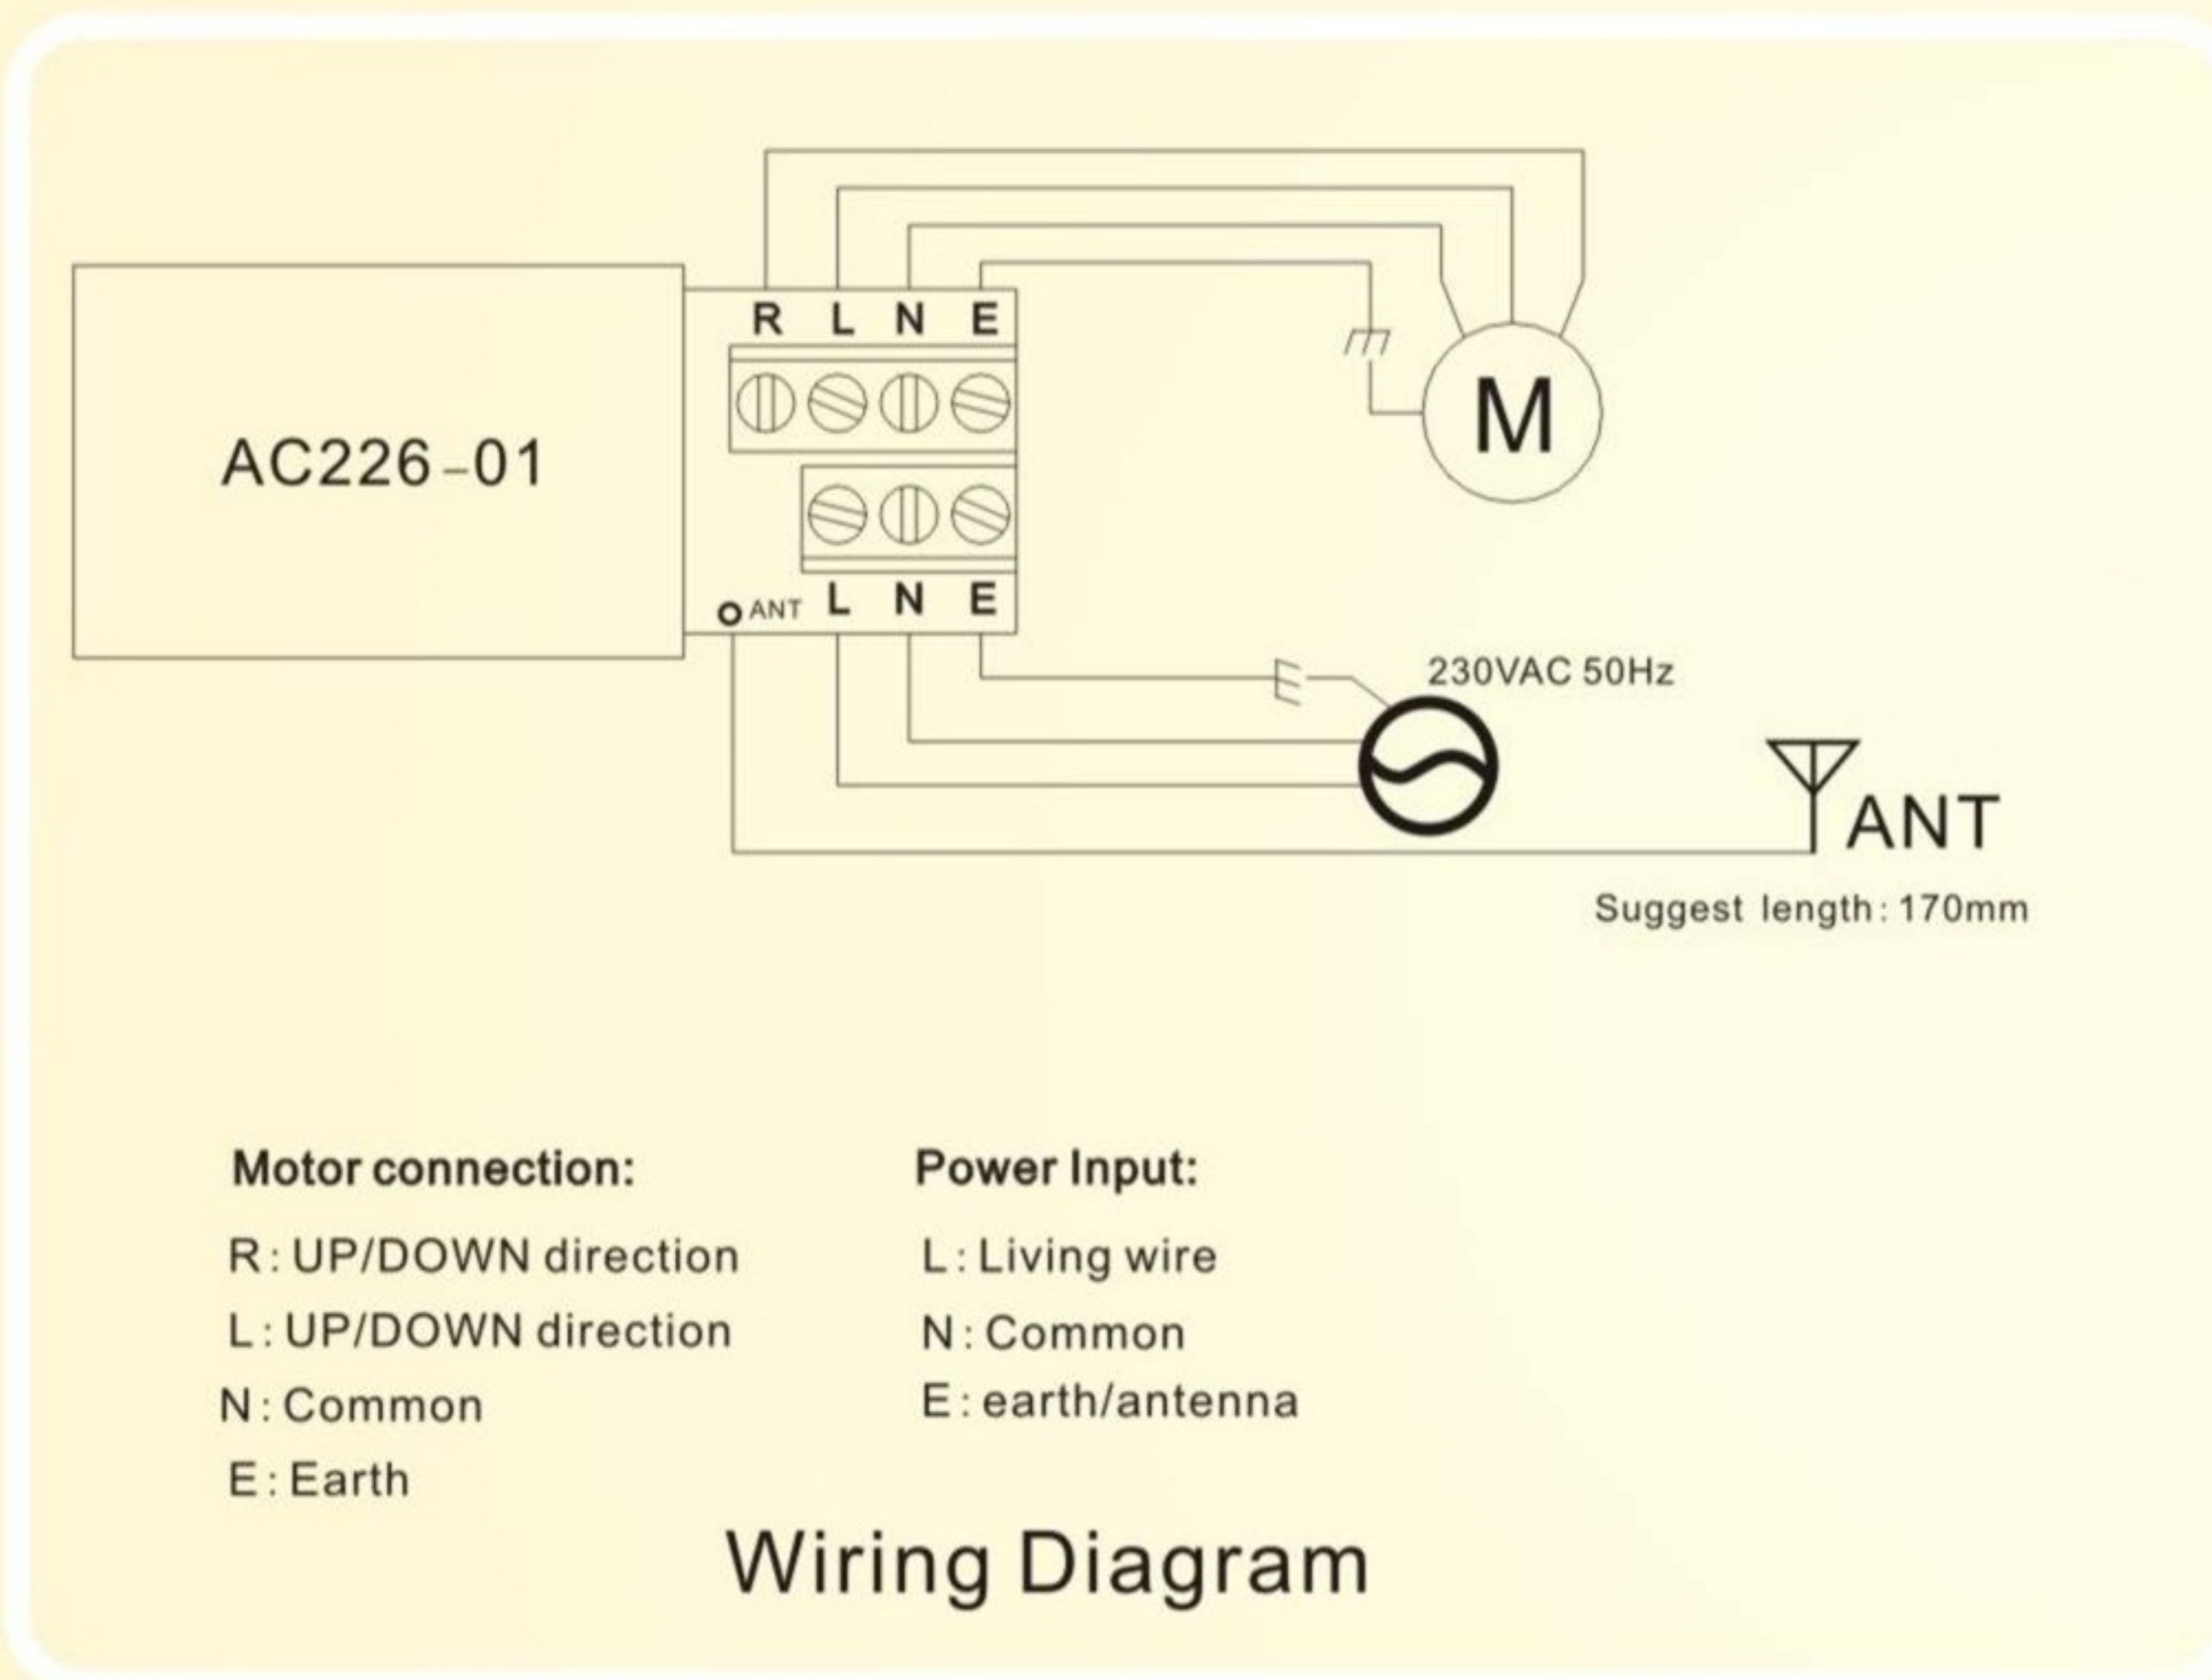 R L N E
AC226-01
M
ANT L N E
230VAC 50Hz
ANT
Suggest length: 170mm
Motor connection:
R: UP/DOWN direction
L: UP/DOWN direction
N: Common
E: Earth
Power Input:
L: Living wire
N: Common
E: earth/antenna
Wiring Diagram